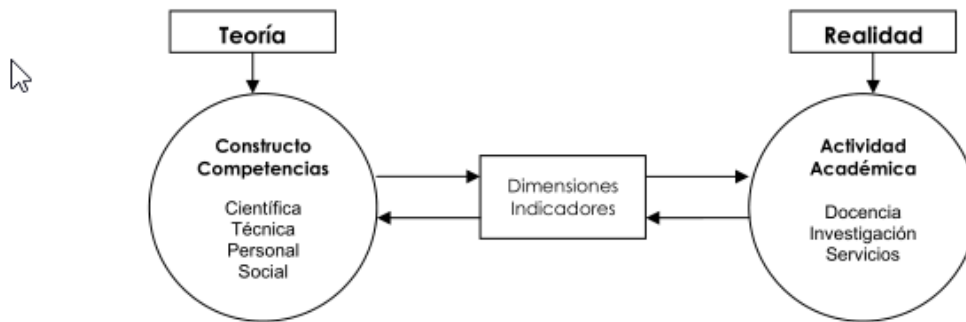 Teoría
Realidad
Constructo
Competencias
Científica
Técnica
Personal
Social
Dimensiones
Indicadores
Actividad
Académica
Docencia
Investigación
Servicios